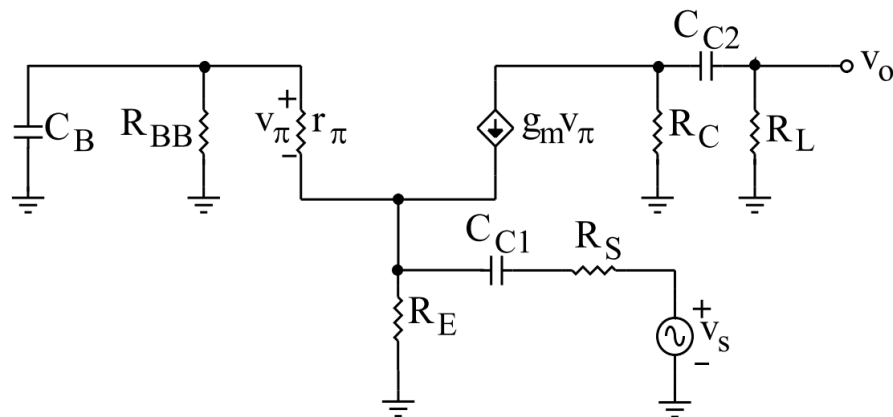 C_C2
v_o
C_B
R_BB
+
v_π
r_π
-
g_m v_π
R_C
R_L
C_C1
R_S
R_E
+
v_s
-